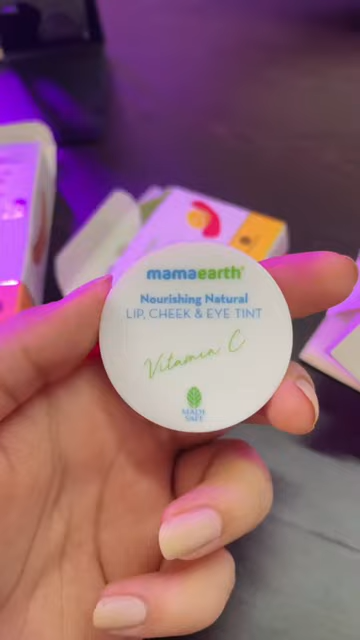 mamaearth®
Nourishing Natural
LIP, CHEEK & EYE TINT
Vitamin C
MADE
SAFE